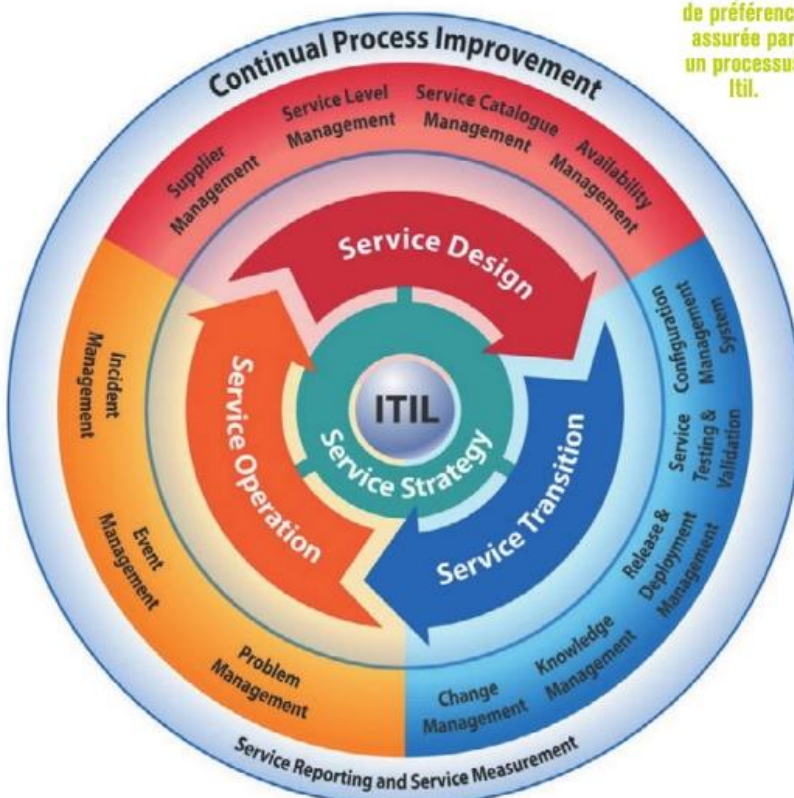 de préférenc
assurée par
un processus
Itil.
Continual Process Improvement
Supplier
Management
Service Level
Management
Service Catalogue
Management
Availability
Management
Configuration
Management
System
Service
Testing &
Validation
Release &
Deployment
Management
Knowledge
Management
Change
Management
Problem
Management
Event
Management
Incident
Management
Service Design
Service Transition
Service Operation
Service Strategy
ITIL
Service Reporting and Service Measurement